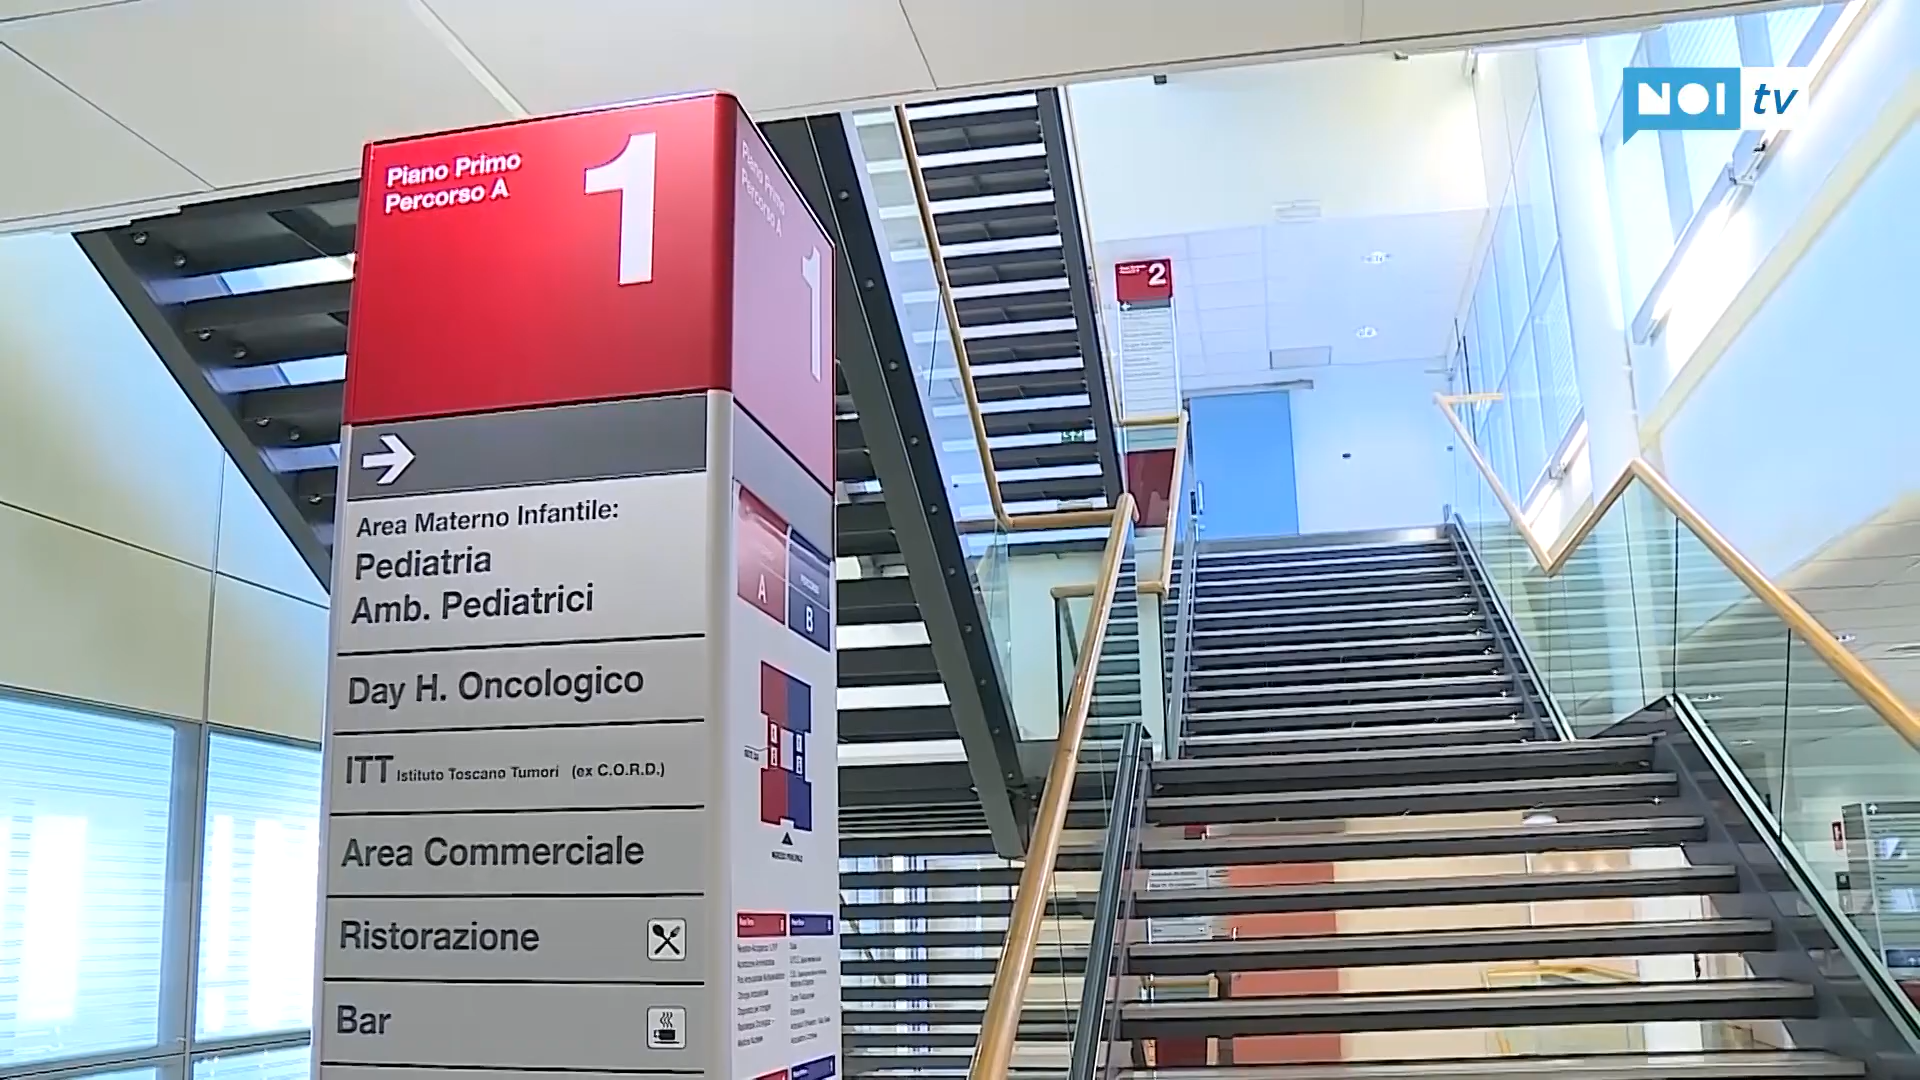 NOI tv
Piano Primo
Percorso A
1
Piano Primo
Percorso A
1
2
Area Materno Infantile:
Pediatria
Amb. Pediatrici
Day H. Oncologico
ITT Istituto Toscano Tumori (ex C.O.R.D.)
Area Commerciale
Ristorazione
Bar
A
B